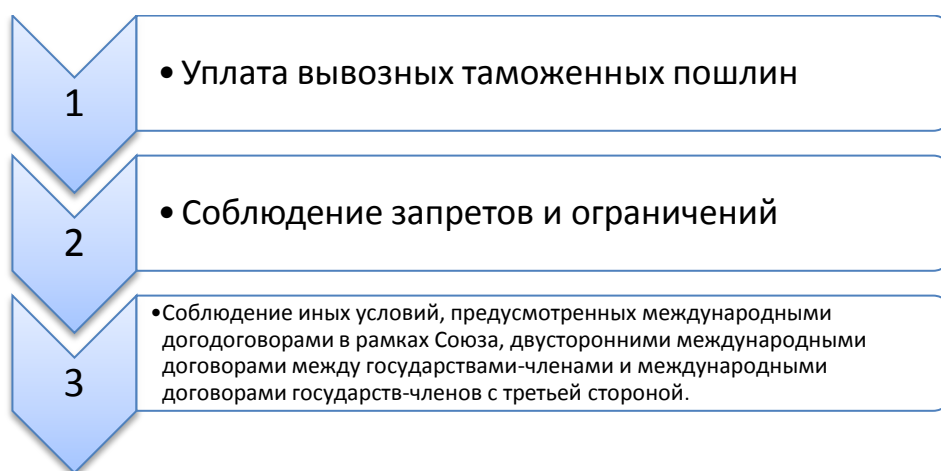 1
• Уплата вывозных таможенных пошлин
2
• Соблюдение запретов и ограничений
3
•Соблюдение иных условий, предусмотренных международными
догодоговорами в рамках Союза, двусторонними международными
договорами между государствами-членами и международными
договорами государств-членов с третьей стороной.